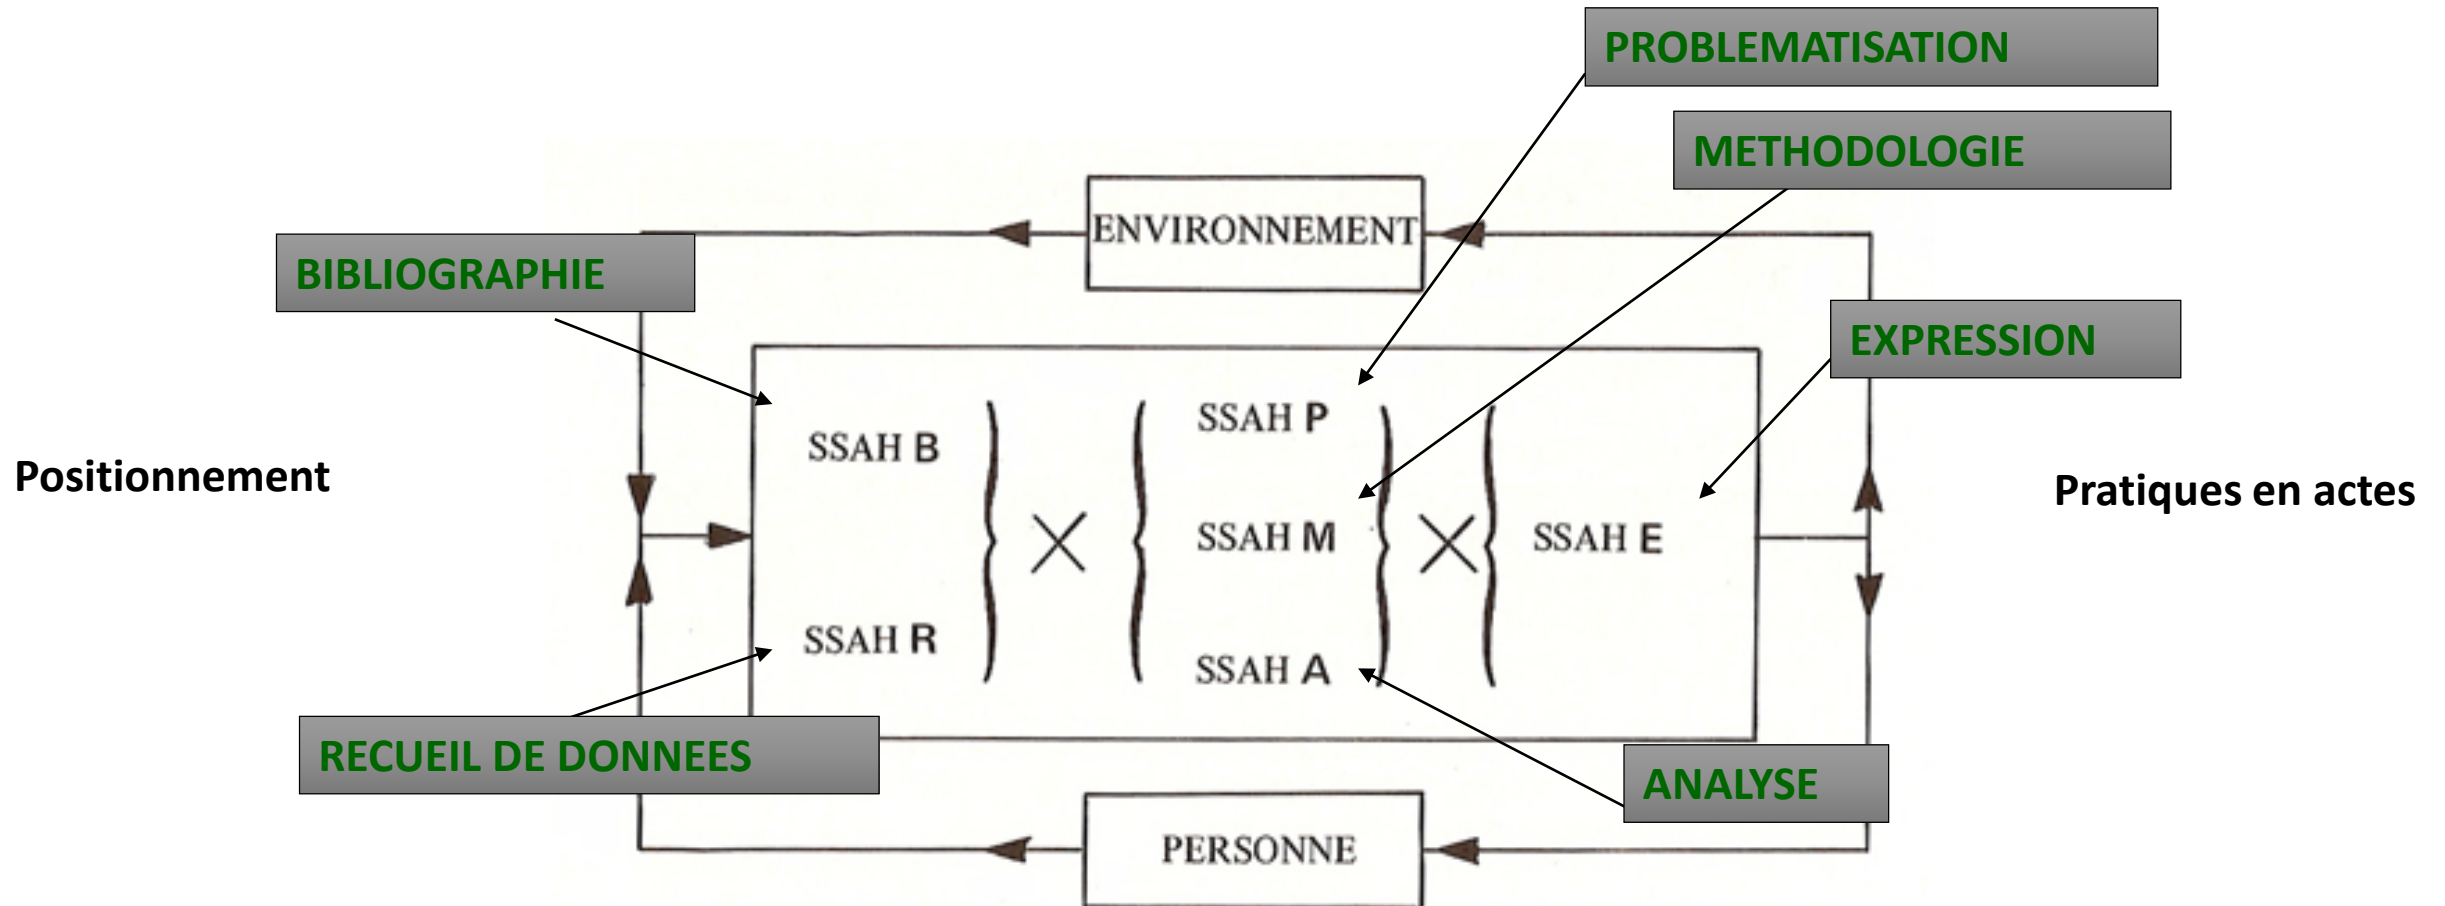 PROBLEMATISATION
METHODOLOGIE
ENVIRONNEMENT
BIBLIOGRAPHIE
EXPRESSION
SSAH B
SSAH P
Positionnement
Pratiques en actes
SSAH M
SSAH E
SSAH R
SSAH A
RECUEIL DE DONNEES
ANALYSE
PERSONNE